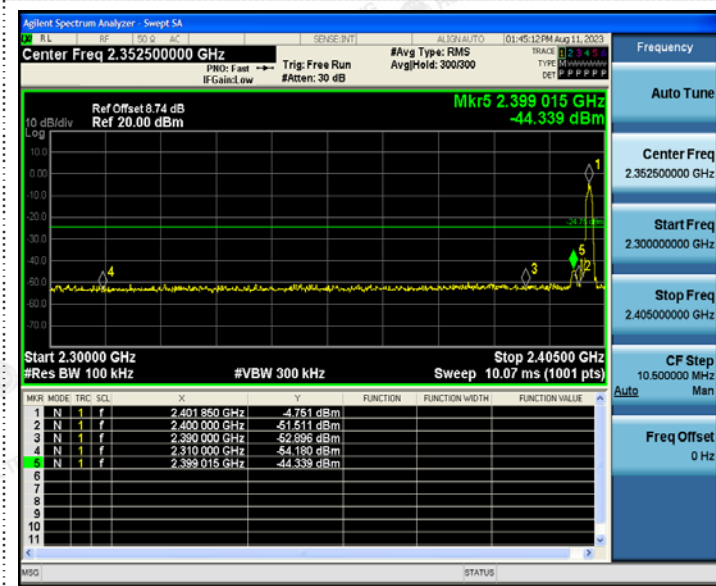 Agilent Spectrum Analyzer - Swept SA
RL RF 50 Ω AC SENSE:INT ALIGNAUTO 01:45:12PM Aug 11, 2023
Center Freq 2.352500000 GHz
PNO: Fast
IFGain:Low
Trig: Free Run
#Atten: 30 dB
#Avg Type: RMS
Avg|Hold: 300/300
TRACE 1 2 3 4 5 6
TYPE M
DET P P P P P P
Ref Offset 8.74 dB
10 dB/div Ref 20.00 dBm
Log
Mkr5 2.399 015 GHz
-44.339 dBm
10.0
0.00
-10.0
-20.0
-30.0
-40.0
-50.0
-60.0
-70.0
-24.75 dBm
1
5
2
3
4
Start 2.30000 GHz Stop 2.40500 GHz
#Res BW 100 kHz #VBW 300 kHz Sweep 10.07 ms (1001 pts)
MKR MODE TRC SCL X Y FUNCTION FUNCTION WIDTH FUNCTION VALUE
1 N 1 f 2.401 850 GHz -4.751 dBm
2 N 1 f 2.400 000 GHz -51.511 dBm
3 N 1 f 2.390 000 GHz -52.896 dBm
4 N 1 f 2.310 000 GHz -54.180 dBm
5 N 1 f 2.399 015 GHz -44.339 dBm
6
7
8
9
10
11
MSG STATUS
Frequency
Auto Tune
Center Freq
2.352500000 GHz
Start Freq
2.300000000 GHz
Stop Freq
2.405000000 GHz
CF Step
10.500000 MHz
Auto Man
Freq Offset
0 Hz